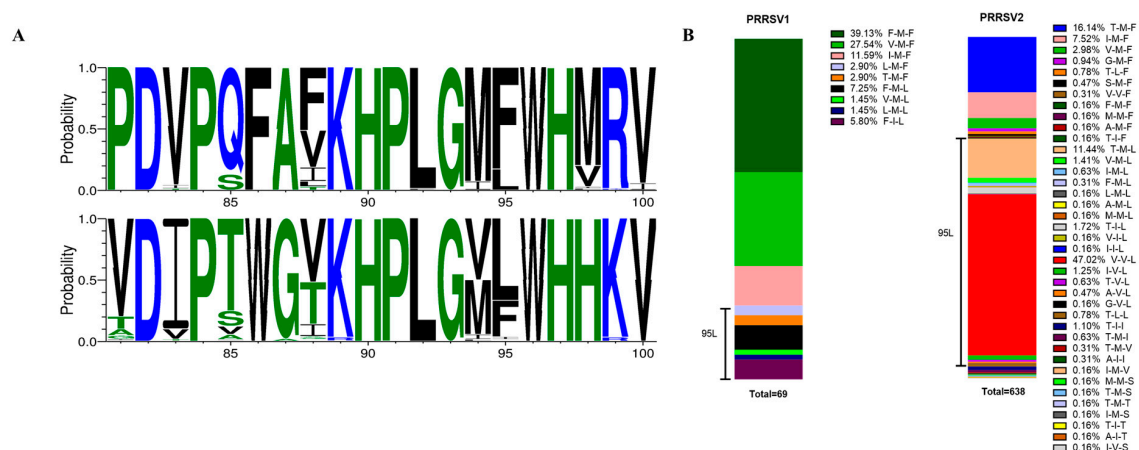 A
B
PRRSV1
PRRSV2
Probability
1.0
0.5
0.0
PDVPQFAFKHPLGMFWHMRV
S V V
I
85
90
95
100
Probability
1.0
0.5
0.0
VDIPTWGVKHPLGVLWHHKV
T S T M F
A V V I
A
85
90
95
100
95L
Total=69
39.13% F-M-F
27.54% V-M-F
11.59% I-M-F
2.90% L-M-F
2.90% T-M-F
7.25% F-M-L
1.45% V-M-L
1.45% L-M-L
5.80% F-I-L
95L
Total=638
16.14% T-M-F
7.52% I-M-F
2.98% V-M-F
0.94% G-M-F
0.78% T-L-F
0.47% S-M-F
0.31% V-V-F
0.16% F-M-F
0.16% M-M-F
0.16% A-M-F
0.16% T-I-F
11.44% T-M-L
1.41% V-M-L
0.63% I-M-L
0.31% F-M-L
0.16% L-M-L
0.16% A-M-L
0.16% M-M-L
1.72% T-I-L
0.16% V-I-L
0.16% I-I-L
47.02% V-V-L
1.25% I-V-L
0.63% T-V-L
0.47% A-V-L
0.16% G-V-L
0.78% T-L-L
1.10% T-I-I
0.63% T-M-I
0.31% T-M-V
0.31% A-I-I
0.16% I-M-V
0.16% M-M-S
0.16% T-M-S
0.16% T-M-T
0.16% I-M-S
0.16% T-I-T
0.16% A-I-T
0.16% I-V-S